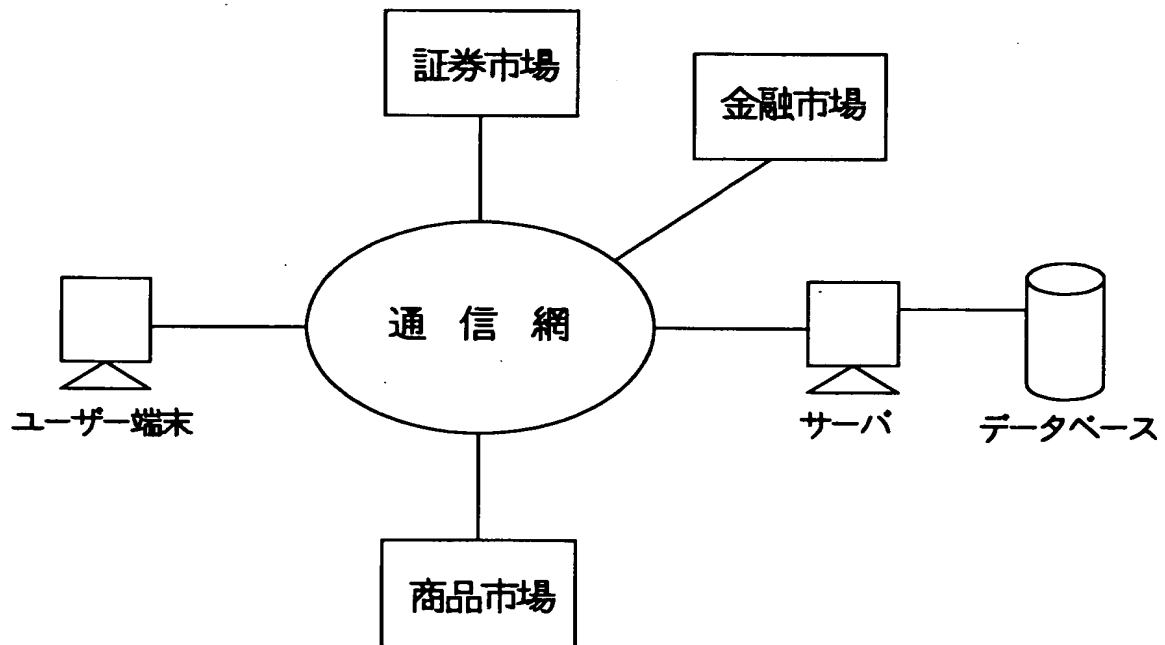 証券市場
金融市場
通信網
ユーザー端末
サーバ
データベース
商品市場